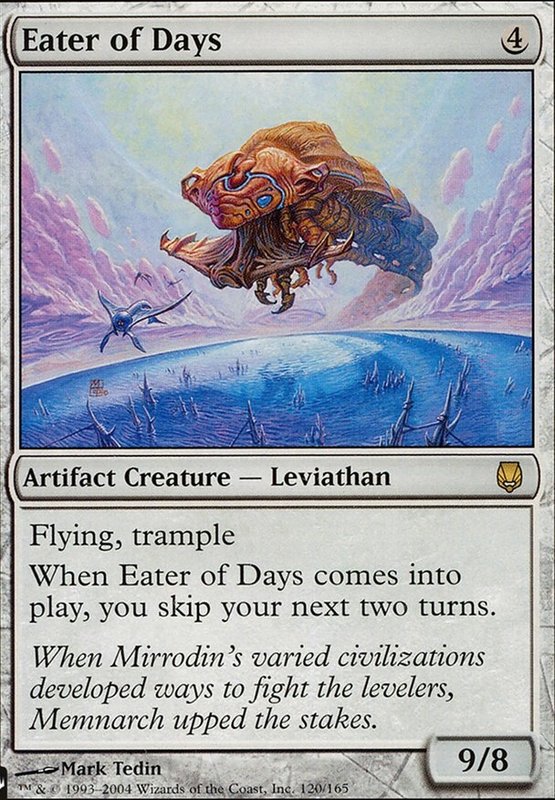 Eater of Days
4
Artifact Creature — Leviathan
Flying, trample
When Eater of Days comes into
play, you skip your next two turns.
When Mirrodin's varied civilizations
developed ways to fight the levelers,
Memnarch upped the stakes.
9/8
Mark Tedin
™ & © 1993–2004 Wizards of the Coast, Inc. 120/165